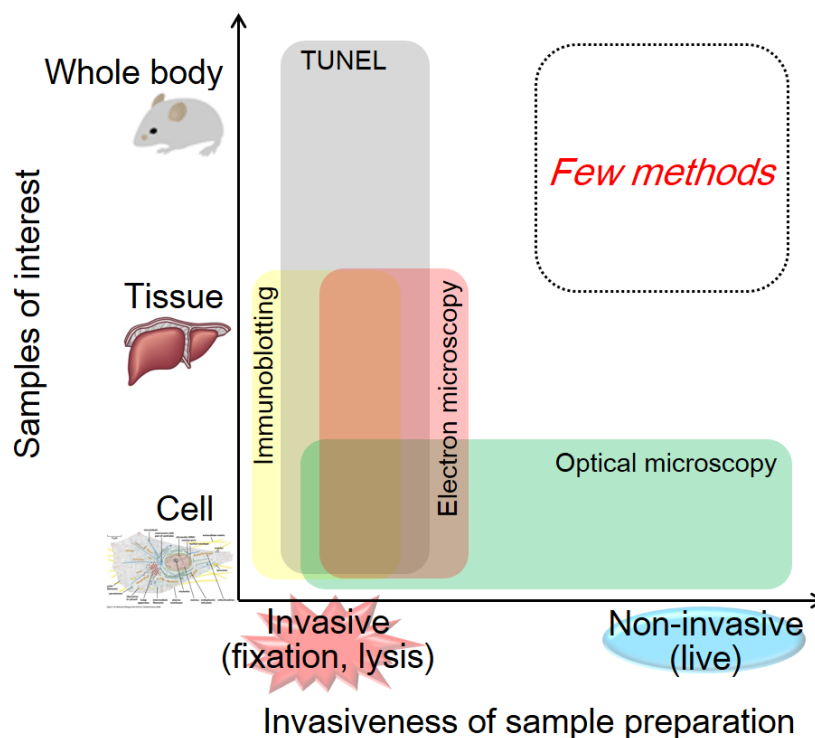 Whole body
TUNEL
Few methods
Samples of interest
Tissue
Immunoblotting
Electron microscopy
Optical microscopy
Cell
Invasive
(fixation, lysis)
Non-invasive
(live)
Invasiveness of sample preparation